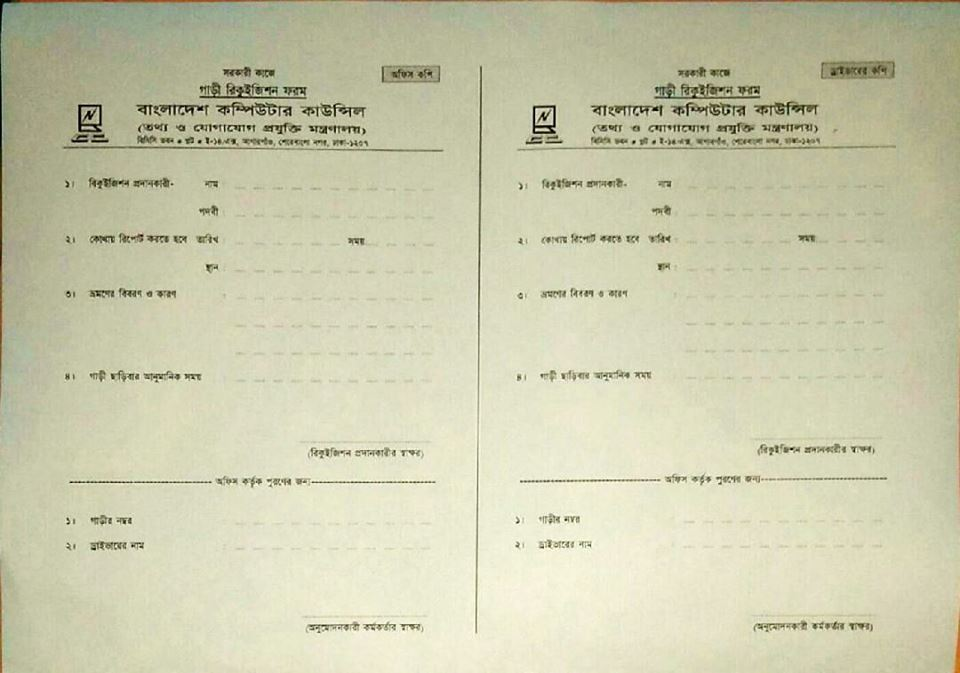 সরকারী কাজে
অফিস কপি
গাড়ী রিকুইজিশন ফরম
বাংলাদেশ কম্পিউটার কাউন্সিল
(তথ্য ও যোগাযোগ প্রযুক্তি মন্ত্রণালয়)
বিসিসি ভবন # প্লট # ই-১৪/এক্স, আগারগাঁও, শেরেবাংলা নগর, ঢাকা-১২০৭
১। রিকুইজিশন প্রদানকারী- নাম :
পদবী :
২। কোথায় রিপোর্ট করতে হবে তারিখ : সময়
স্থান :
৩। ভ্রমণের বিবরণ ও কারণ :
৪। গাড়ী ছাড়িবার আনুমানিক সময় :
(রিকুইজিশন প্রদানকারীর স্বাক্ষর)
অফিস কর্তৃক পুরণের জন্য
১। গাড়ীর নম্বর :
২। ড্রাইভারের নাম :
(অনুমোদনকারী কর্মকর্তার স্বাক্ষর)
সরকারী কাজে
ড্রাইভারের কপি
গাড়ী রিকুইজিশন ফরম
বাংলাদেশ কম্পিউটার কাউন্সিল
(তথ্য ও যোগাযোগ প্রযুক্তি মন্ত্রণালয়)
বিসিসি ভবন # প্লট # ই-১৪/এক্স, আগারগাঁও, শেরেবাংলা নগর, ঢাকা-১২০৭
১। রিকুইজিশন প্রদানকারী- নাম :
পদবী :
২। কোথায় রিপোর্ট করতে হবে তারিখ : সময়
স্থান :
৩। ভ্রমণের বিবরণ ও কারণ :
৪। গাড়ী ছাড়িবার আনুমানিক সময় :
(রিকুইজিশন প্রদানকারীর স্বাক্ষর)
অফিস কর্তৃক পুরণের জন্য
১। গাড়ীর নম্বর :
২। ড্রাইভারের নাম :
(অনুমোদনকারী কর্মকর্তার স্বাক্ষর)